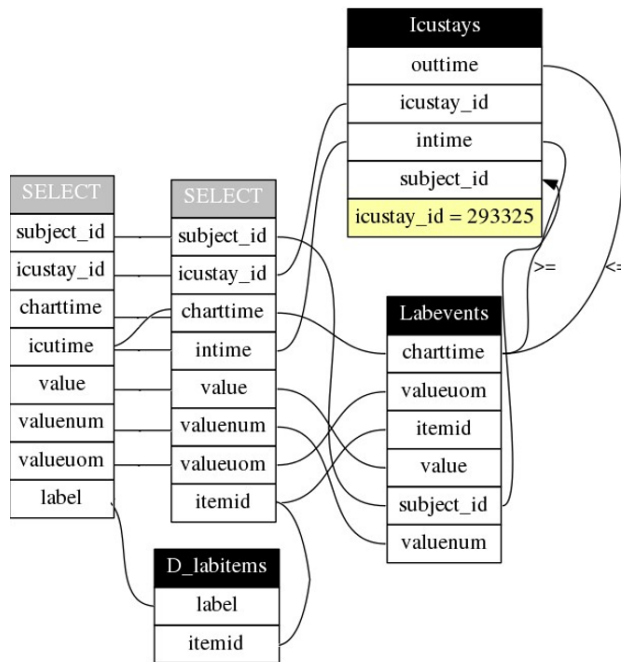 Icustays
outtime
icustay_id
intime
subject_id
icustay_id = 293325
SELECT
subject_id
icustay_id
charttime
icutime
value
valuenum
valueuom
label
SELECT
subject_id
icustay_id
charttime
intime
value
valuenum
valueuom
itemid
>=
<=
Labevents
charttime
valueuom
itemid
value
subject_id
valuenum
D_labitems
label
itemid